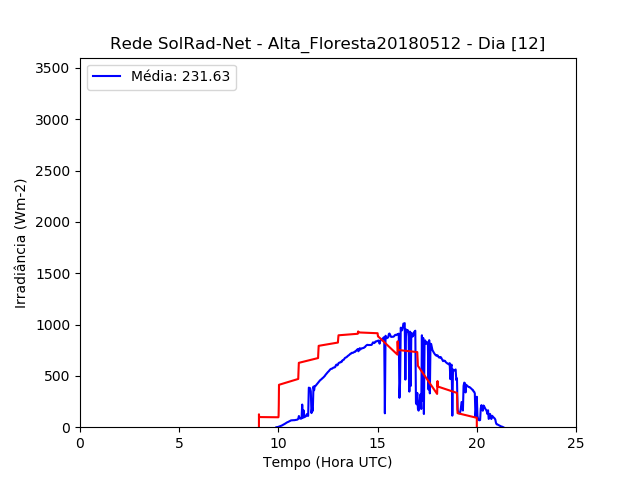 Rede SolRad-Net - Alta_Floresta20180512 - Dia [12]
Média: 231.63
3500
3000
2500
2000
1500
1000
500
0
Irradiância (Wm-2)
0 5 10 15 20 25
Tempo (Hora UTC)